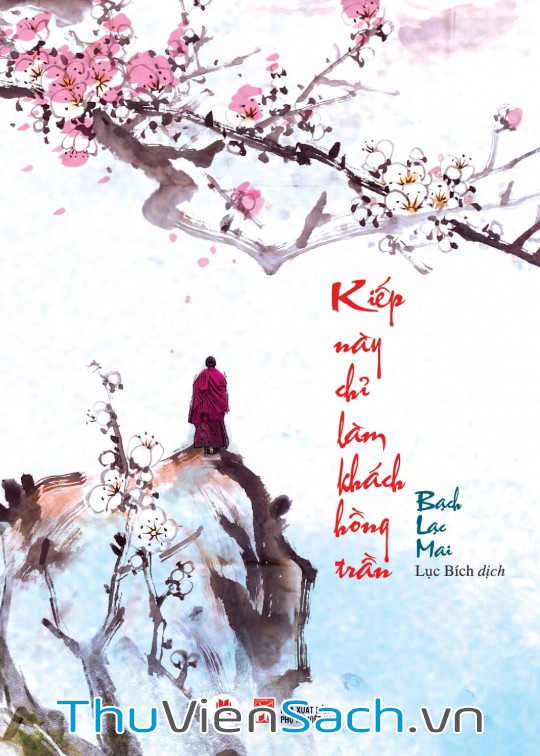 Kiếp
này
chỉ
làm
khách
hồng
trần
Bạch
Lạc
Mai
Lục Bích dịch
ThuVienSach.vn